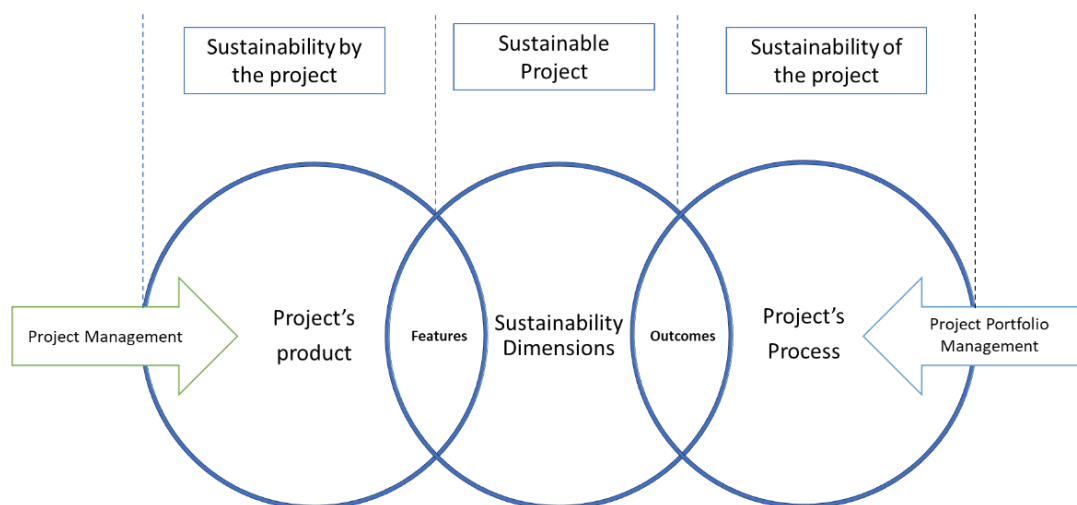 Sustainability by
the project
Sustainable
Project
Sustainability of
the project
Project Management
Project’s
product
Features
Sustainability
Dimensions
Outcomes
Project’s
Process
Project Portfolio
Management